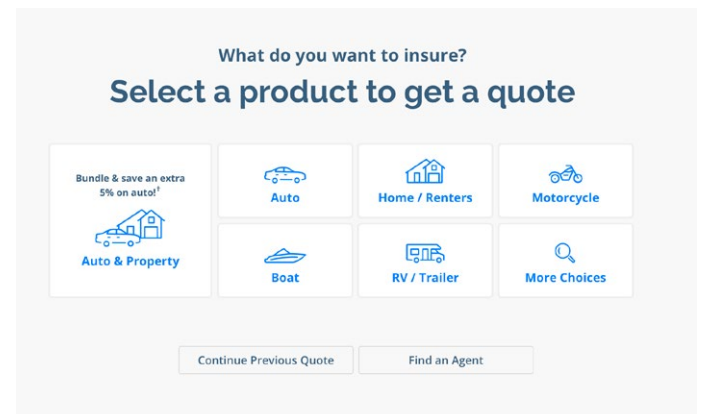 What do you want to insure?
Select a product to get a quote
Bundle & save an extra
5% on auto!†
Auto & Property
Auto
Home / Renters
Motorcycle
Boat
RV / Trailer
More Choices
Continue Previous Quote
Find an Agent